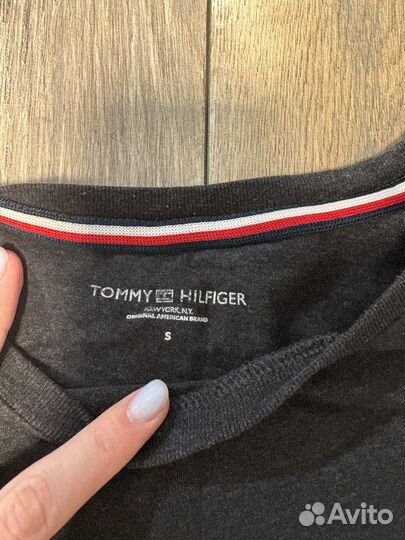 TOMMY HILFIGER
NEW YORK, N.Y.
ORIGINAL AMERICAN BRAND
S
Avito